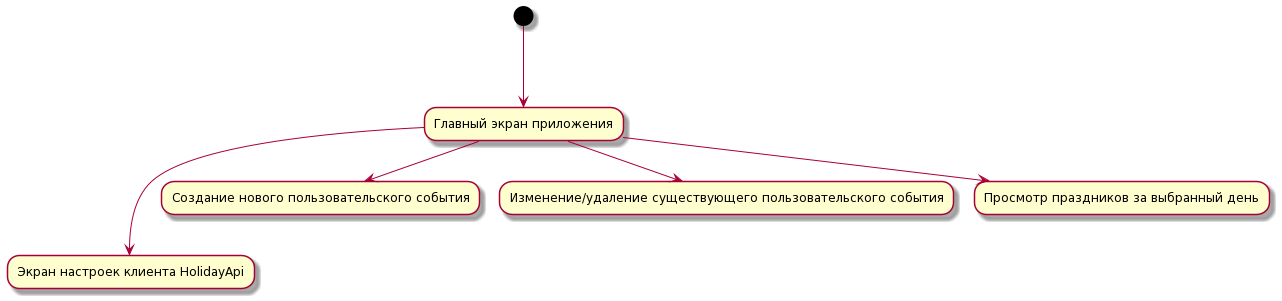 Главный экран приложения
Создание нового пользовательского события
Изменение/удаление существующего пользовательского события
Просмотр праздников за выбранный день
Экран настроек клиента HolidayApi